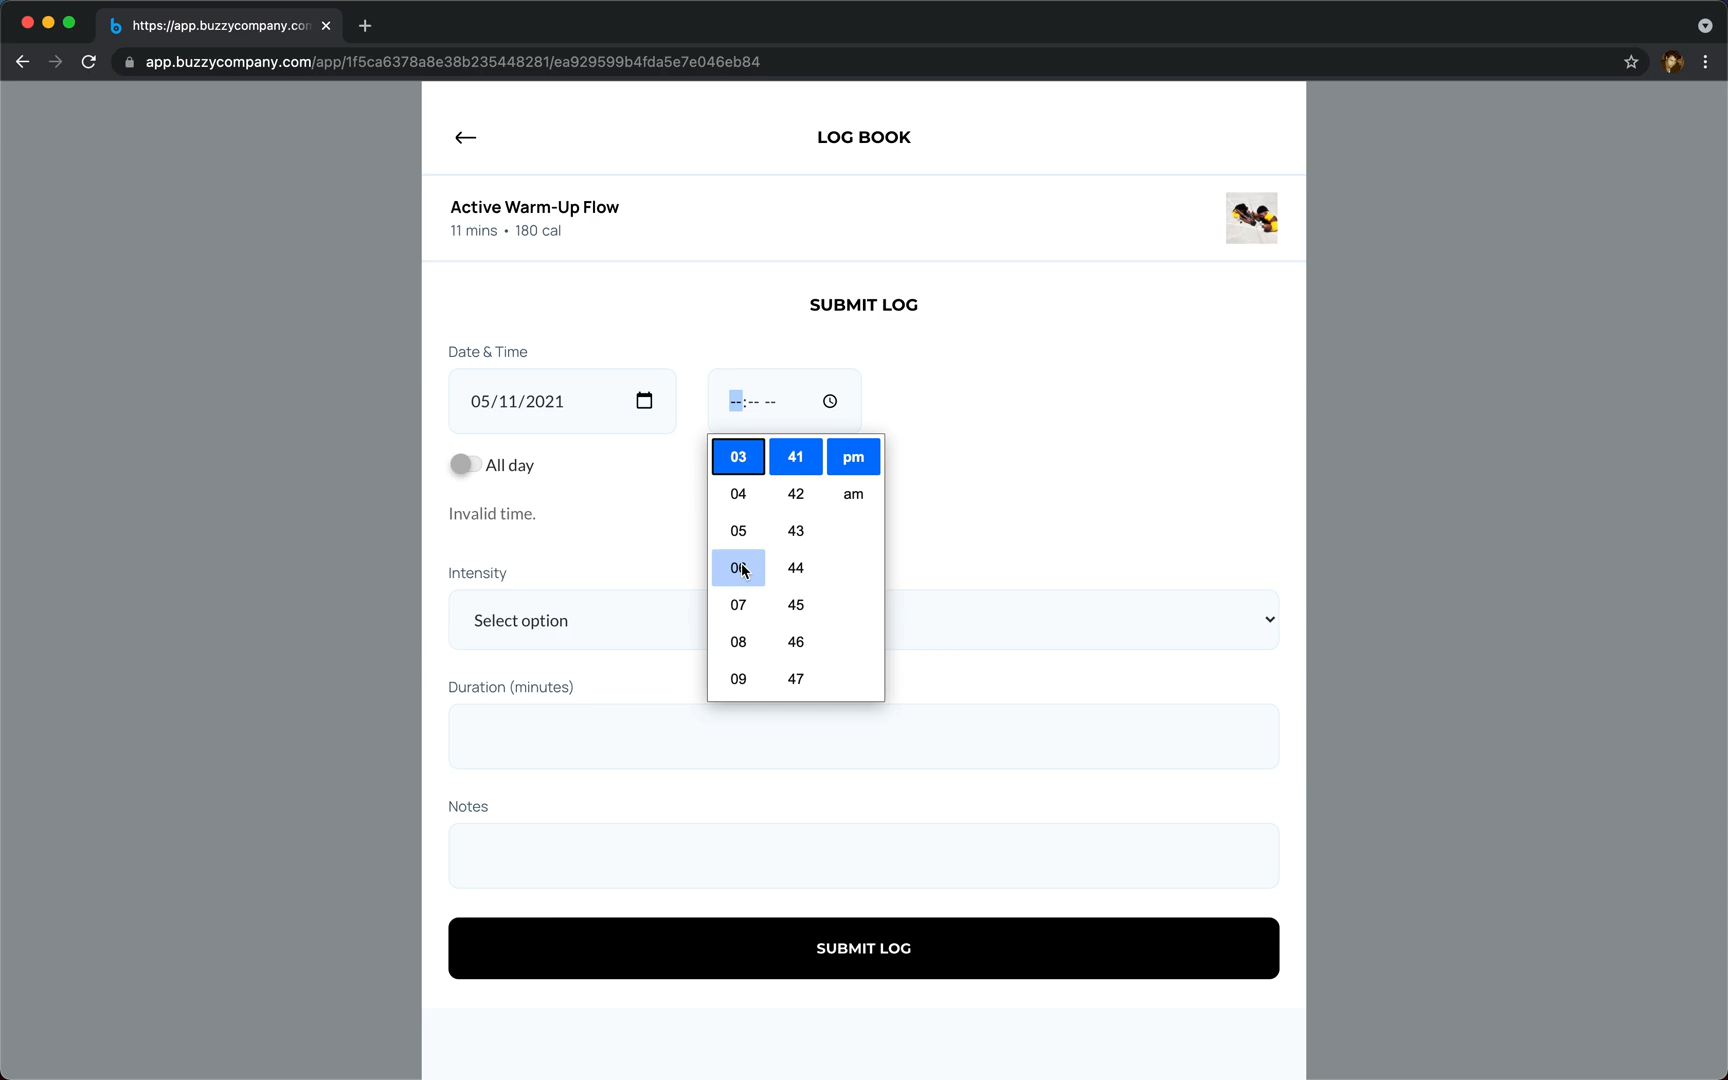 https://app.buzzycompany.con
app.buzzycompany.com/app/1f5ca6378a8e38b235448281/ea929599b4fda5e7e046eb84
LOG BOOK
Active Warm-Up Flow
11 mins • 180 cal
SUBMIT LOG
Date & Time
05/11/2021
--:-- --
All day
Invalid time.
03 41 pm
04 42 am
05 43
06 44
07 45
08 46
09 47
Intensity
Select option
Duration (minutes)
Notes
SUBMIT LOG